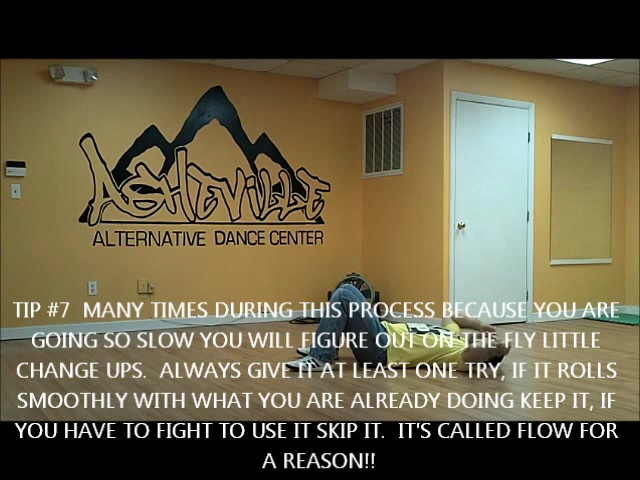 ASHEVILLE
ALTERNATIVE DANCE CENTER
TIP #7 MANY TIMES DURING THIS PROCESS BECAUSE YOU ARE
GOING SO SLOW YOU WILL FIGURE OUT ON THE FLY LITTLE
CHANGE UPS. ALWAYS GIVE IT AT LEAST ONE TRY, IF IT ROLLS
SMOOTHLY WITH WHAT YOU ARE ALREADY DOING KEEP IT, IF
YOU HAVE TO FIGHT TO USE IT SKIP IT. IT'S CALLED FLOW FOR
A REASON!!